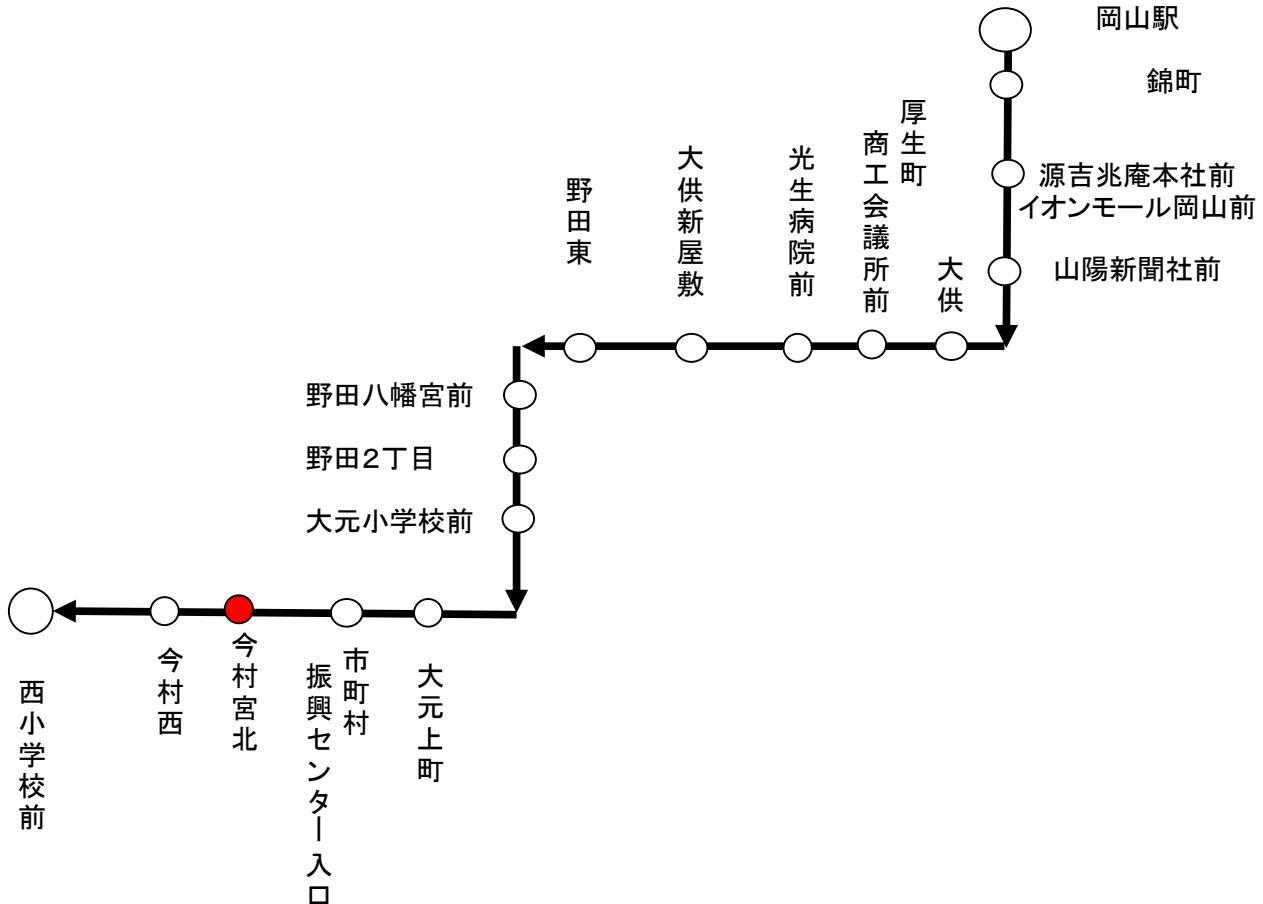 岡山駅
錦町
源吉兆庵本社前
イオンモール岡山前
山陽新聞社前
大供
厚生町
商工会議所前
光生病院前
大供新屋敷
野田東
野田八幡宮前
野田2丁目
大元小学校前
大元上町
市町村
振興センター入口
今村宮北
今村西
西小学校前